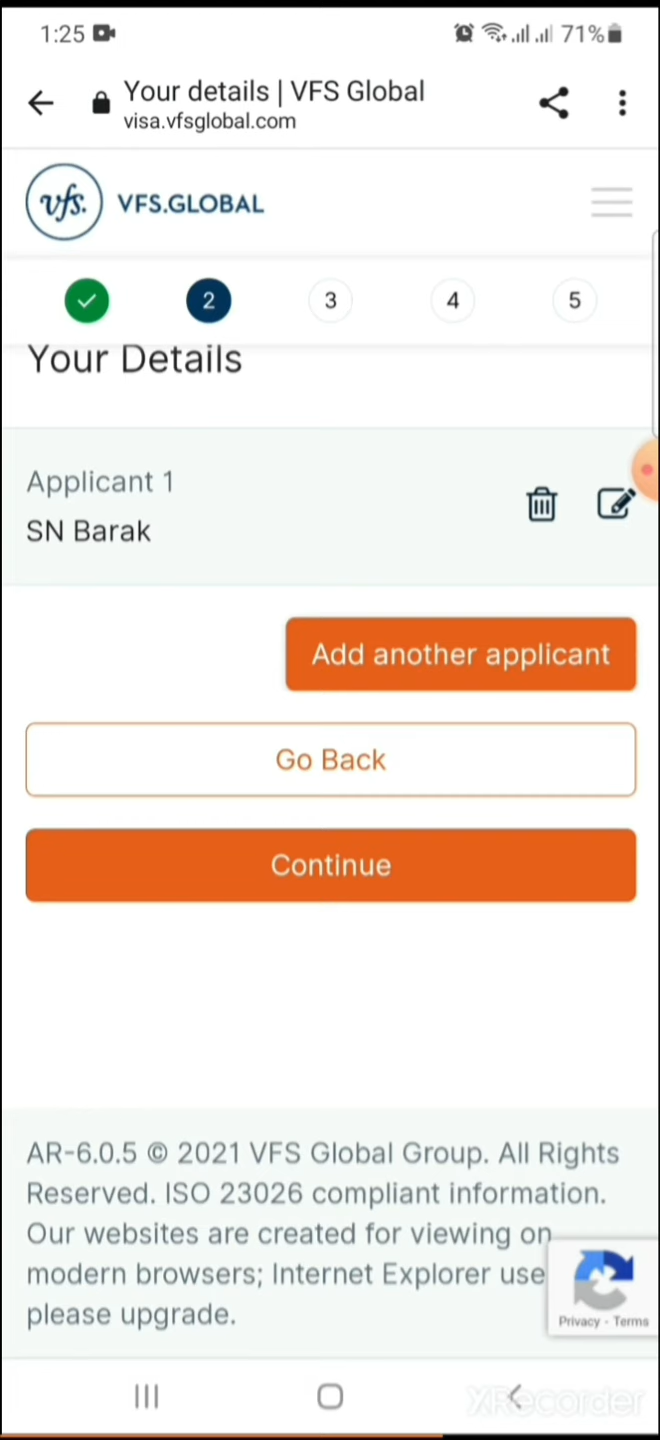 1:25
71%
Your details | VFS Global
visa.vfsglobal.com
vfs. VFS.GLOBAL
2 3 4 5
Your Details
Applicant 1
SN Barak
Add another applicant
Go Back
Continue
AR-6.0.5 © 2021 VFS Global Group. All Rights
Reserved. ISO 23026 compliant information.
Our websites are created for viewing on
modern browsers; Internet Explorer use
please upgrade.
Privacy - Terms
XRecorder